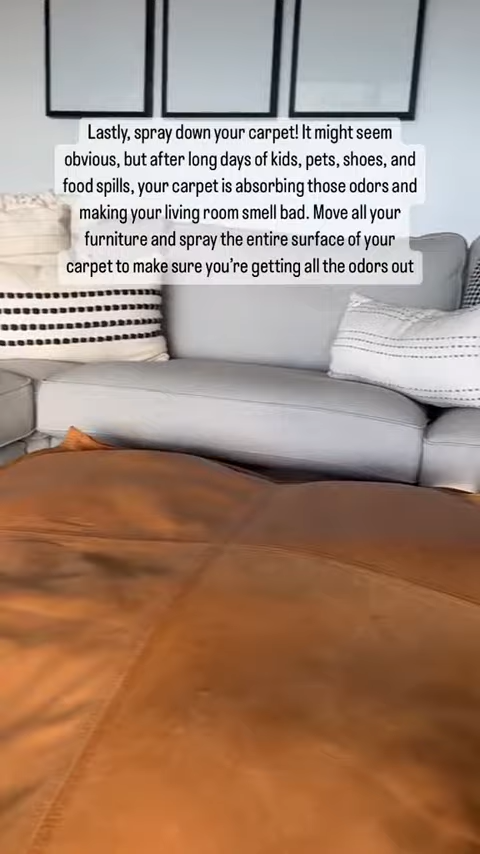 Lastly, spray down your carpet! It might seem
obvious, but after long days of kids, pets, shoes, and
food spills, your carpet is absorbing those odors and
making your living room smell bad. Move all your
furniture and spray the entire surface of your
carpet to make sure you're getting all the odors out